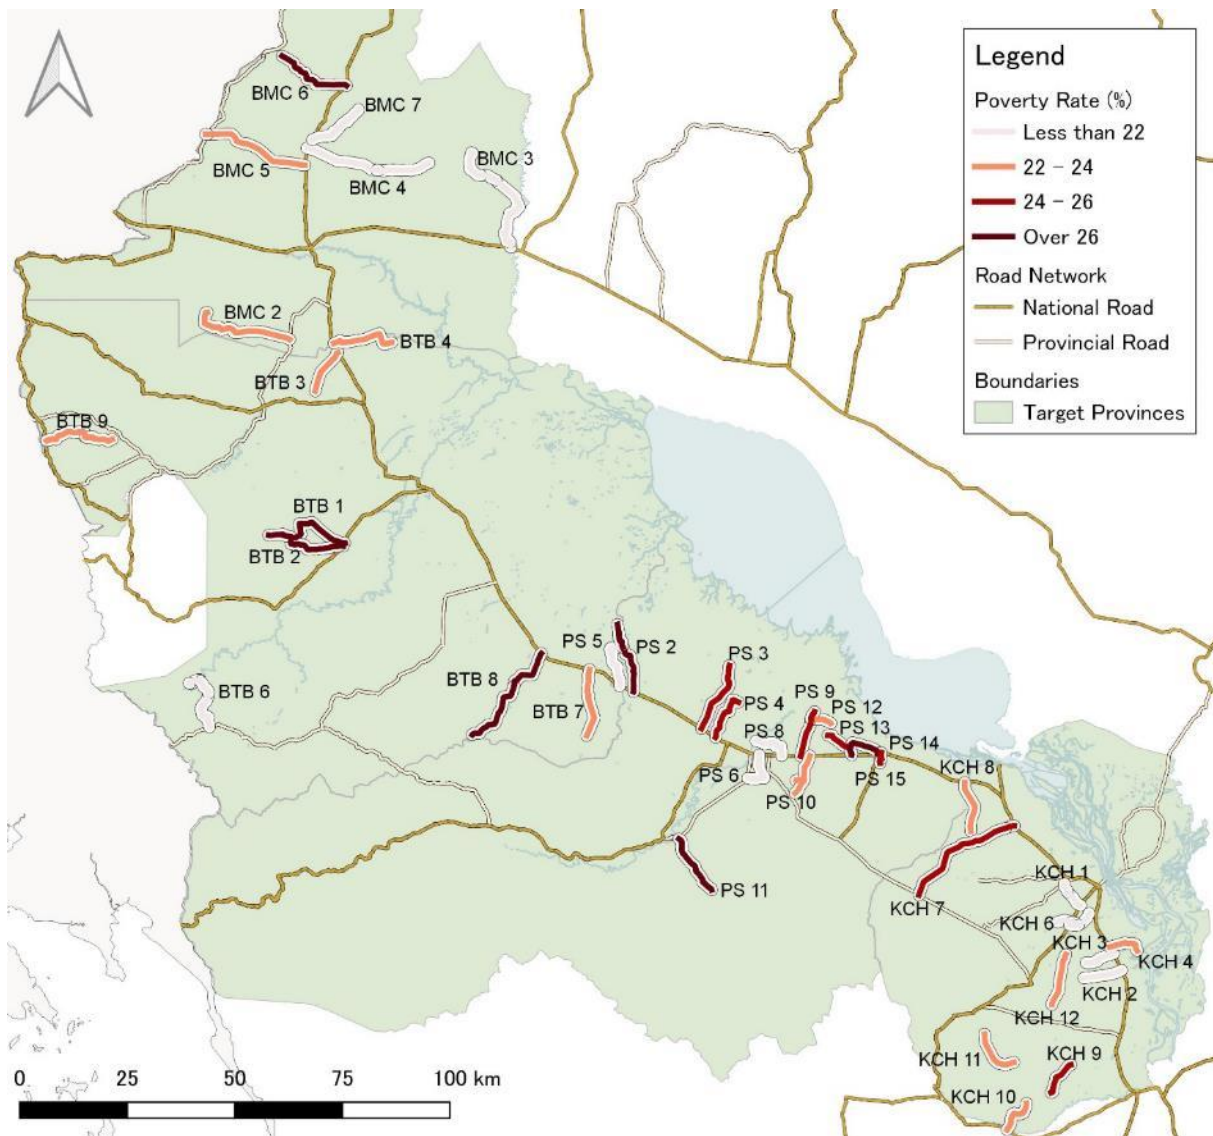 Legend
Poverty Rate (%)
Less than 22
22 – 24
24 – 26
Over 26
Road Network
National Road
Provincial Road
Boundaries
Target Provinces
BMC 6
BMC 7
BMC 5
BMC 4
BMC 3
BMC 2
BTB 4
BTB 3
BTB 9
BTB 1
BTB 2
BTB 6
BTB 8
BTB 7
PS 5
PS 2
PS 3
PS 4
PS 9
PS 12
PS 8
PS 13
PS 14
PS 6
PS 15
PS 10
PS 11
KCH 8
KCH 7
KCH 1
KCH 6
KCH 3
KCH 4
KCH 2
KCH 12
KCH 11
KCH 9
KCH 10
0 25 50 75 100 km